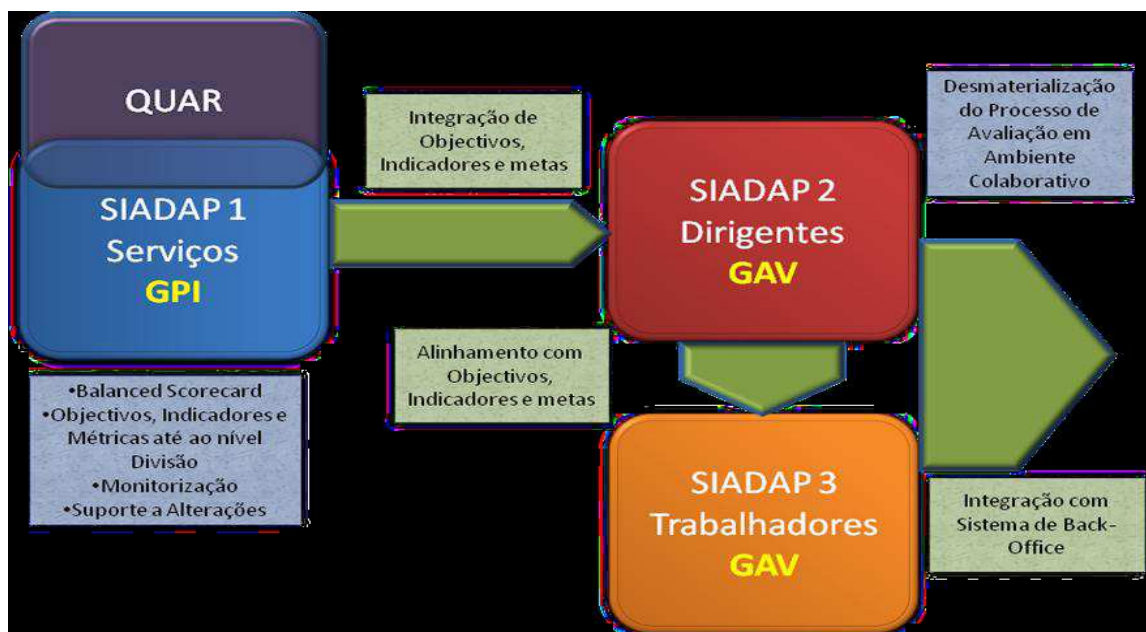 QUAR
SIADAP 1
Serviços
GPI
•Balanced Scorecard
•Objectivos, Indicadores e
Métricas até ao nível
Divisão
•Monitorização
•Suporte a Alterações
Integração de
Objectivos,
Indicadores e metas
SIADAP 2
Dirigentes
GAV
Alinhamento com
Objectivos,
Indicadores e metas
SIADAP 3
Trabalhadores
GAV
Desmaterialização
do Processo de
Avaliação em
Ambiente
Colaborativo
Integração com
Sistema de Back-
Office